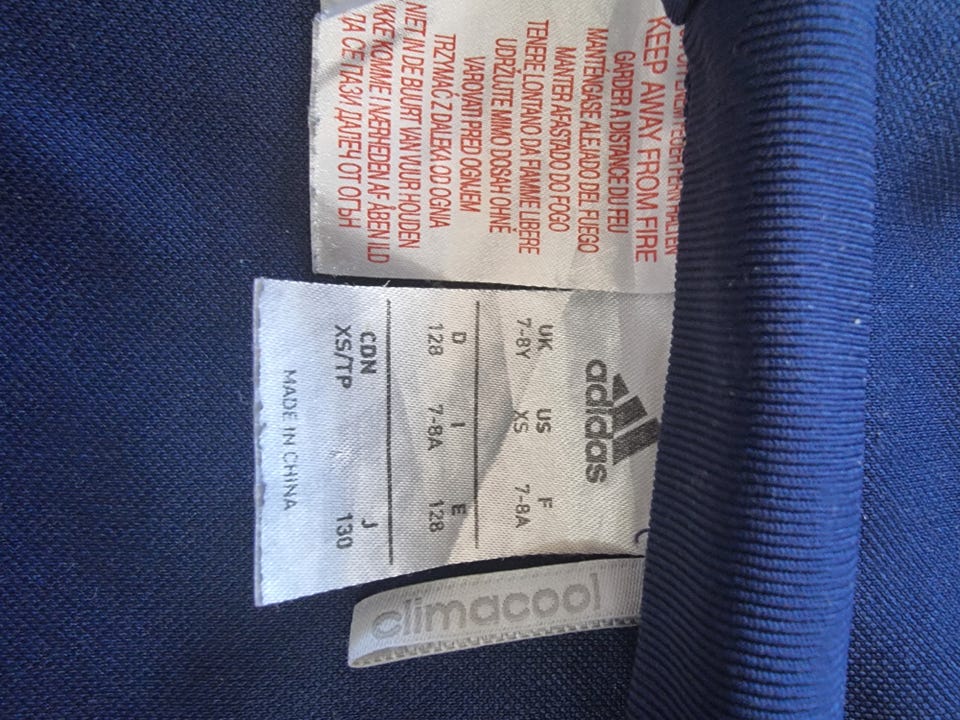 KEEP AWAY FROM FIRE
GARDER A DISTANCE DU FEU
MANTÉNGASE ALEJADO DEL FUEGO
MANTER AFASTADO DO FOGO
TENERE LONTANO DA FIAMME LIBERE
UDRŽUJTE MIMO DOSAH OHNĚ
VAROVATI PRED OGNJEM
TRZYMAĆ Z DALEKA OD OGNIA
NIET IN DE BUURT VAN VUUR HOUDEN
IKKE KOMME I NÆRHEDEN AF ÅBEN ILD
ДА СЕ ПАЗИ ДАЛЕЧ ОТ ОГЪН
adidas
UK US F
7-8Y XS 7-8A
D I E
128 7-8A 128
CDN J
XS/TP 130
MADE IN CHINA
climacool